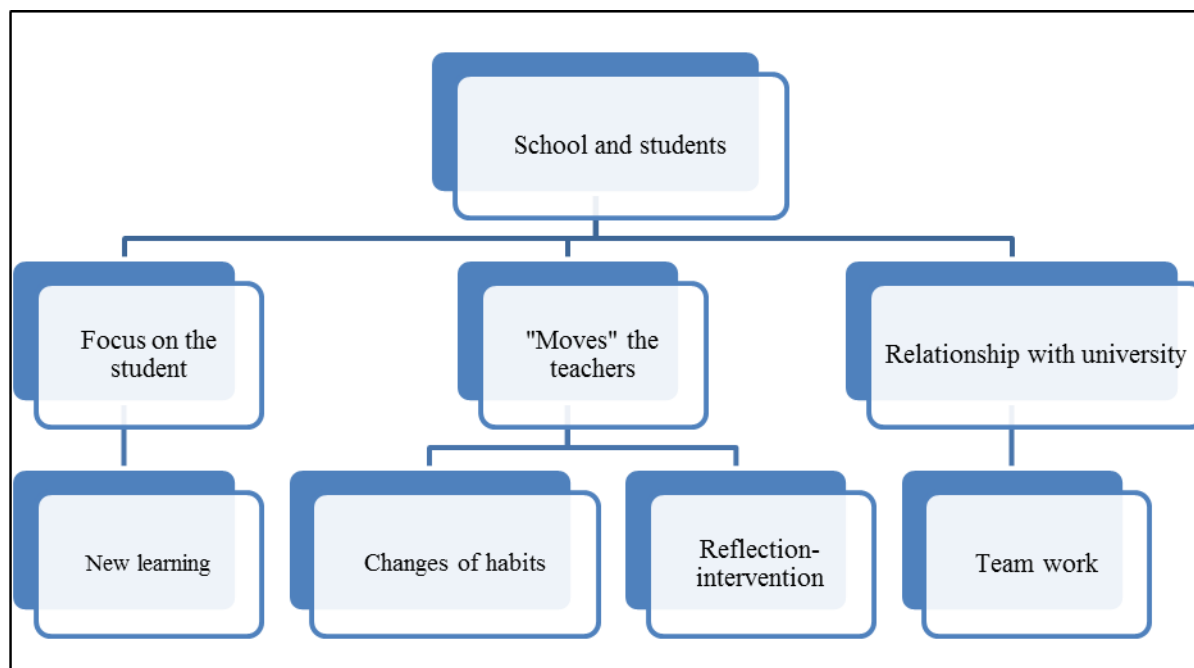 School and students
Focus on the
student
"Moves" the
teachers
Relationship with university
New learning
Changes of habits
Reflection-
intervention
Team work